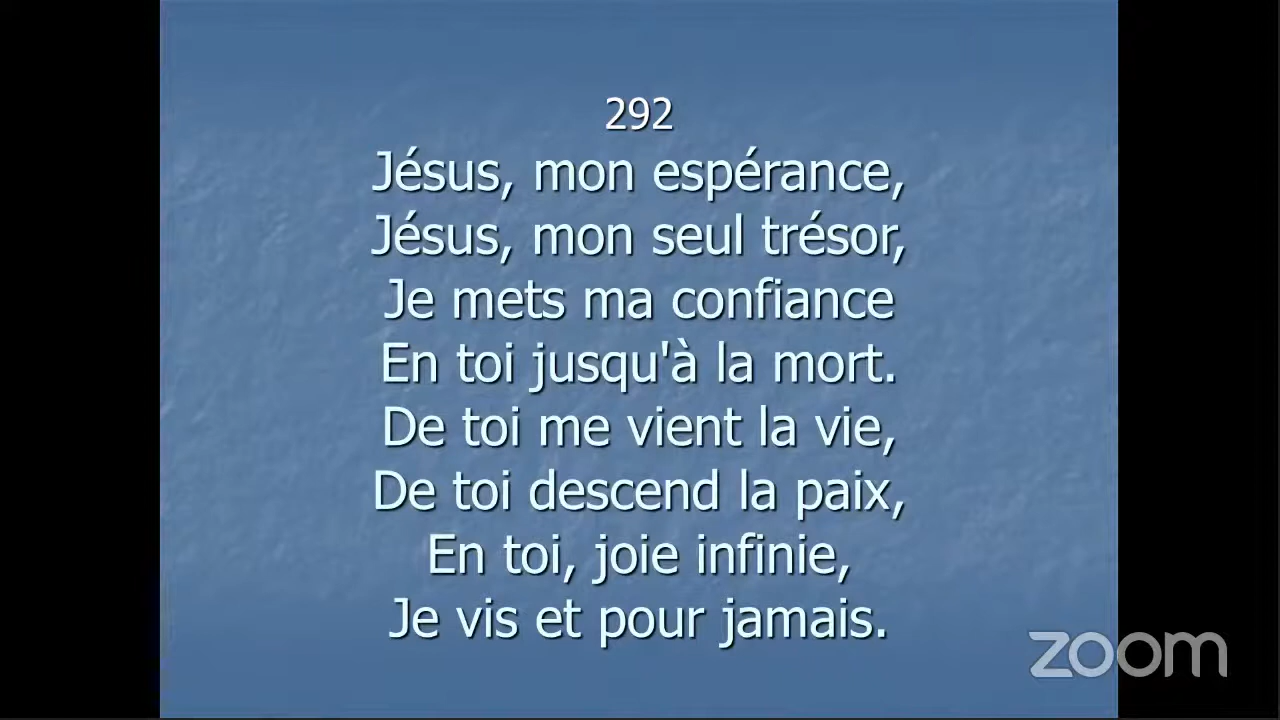 292
Jésus, mon espérance,
Jésus, mon seul trésor,
Je mets ma confiance
En toi jusqu'à la mort.
De toi me vient la vie,
De toi descend la paix,
En toi, joie infinie,
Je vis et pour jamais.
zoom